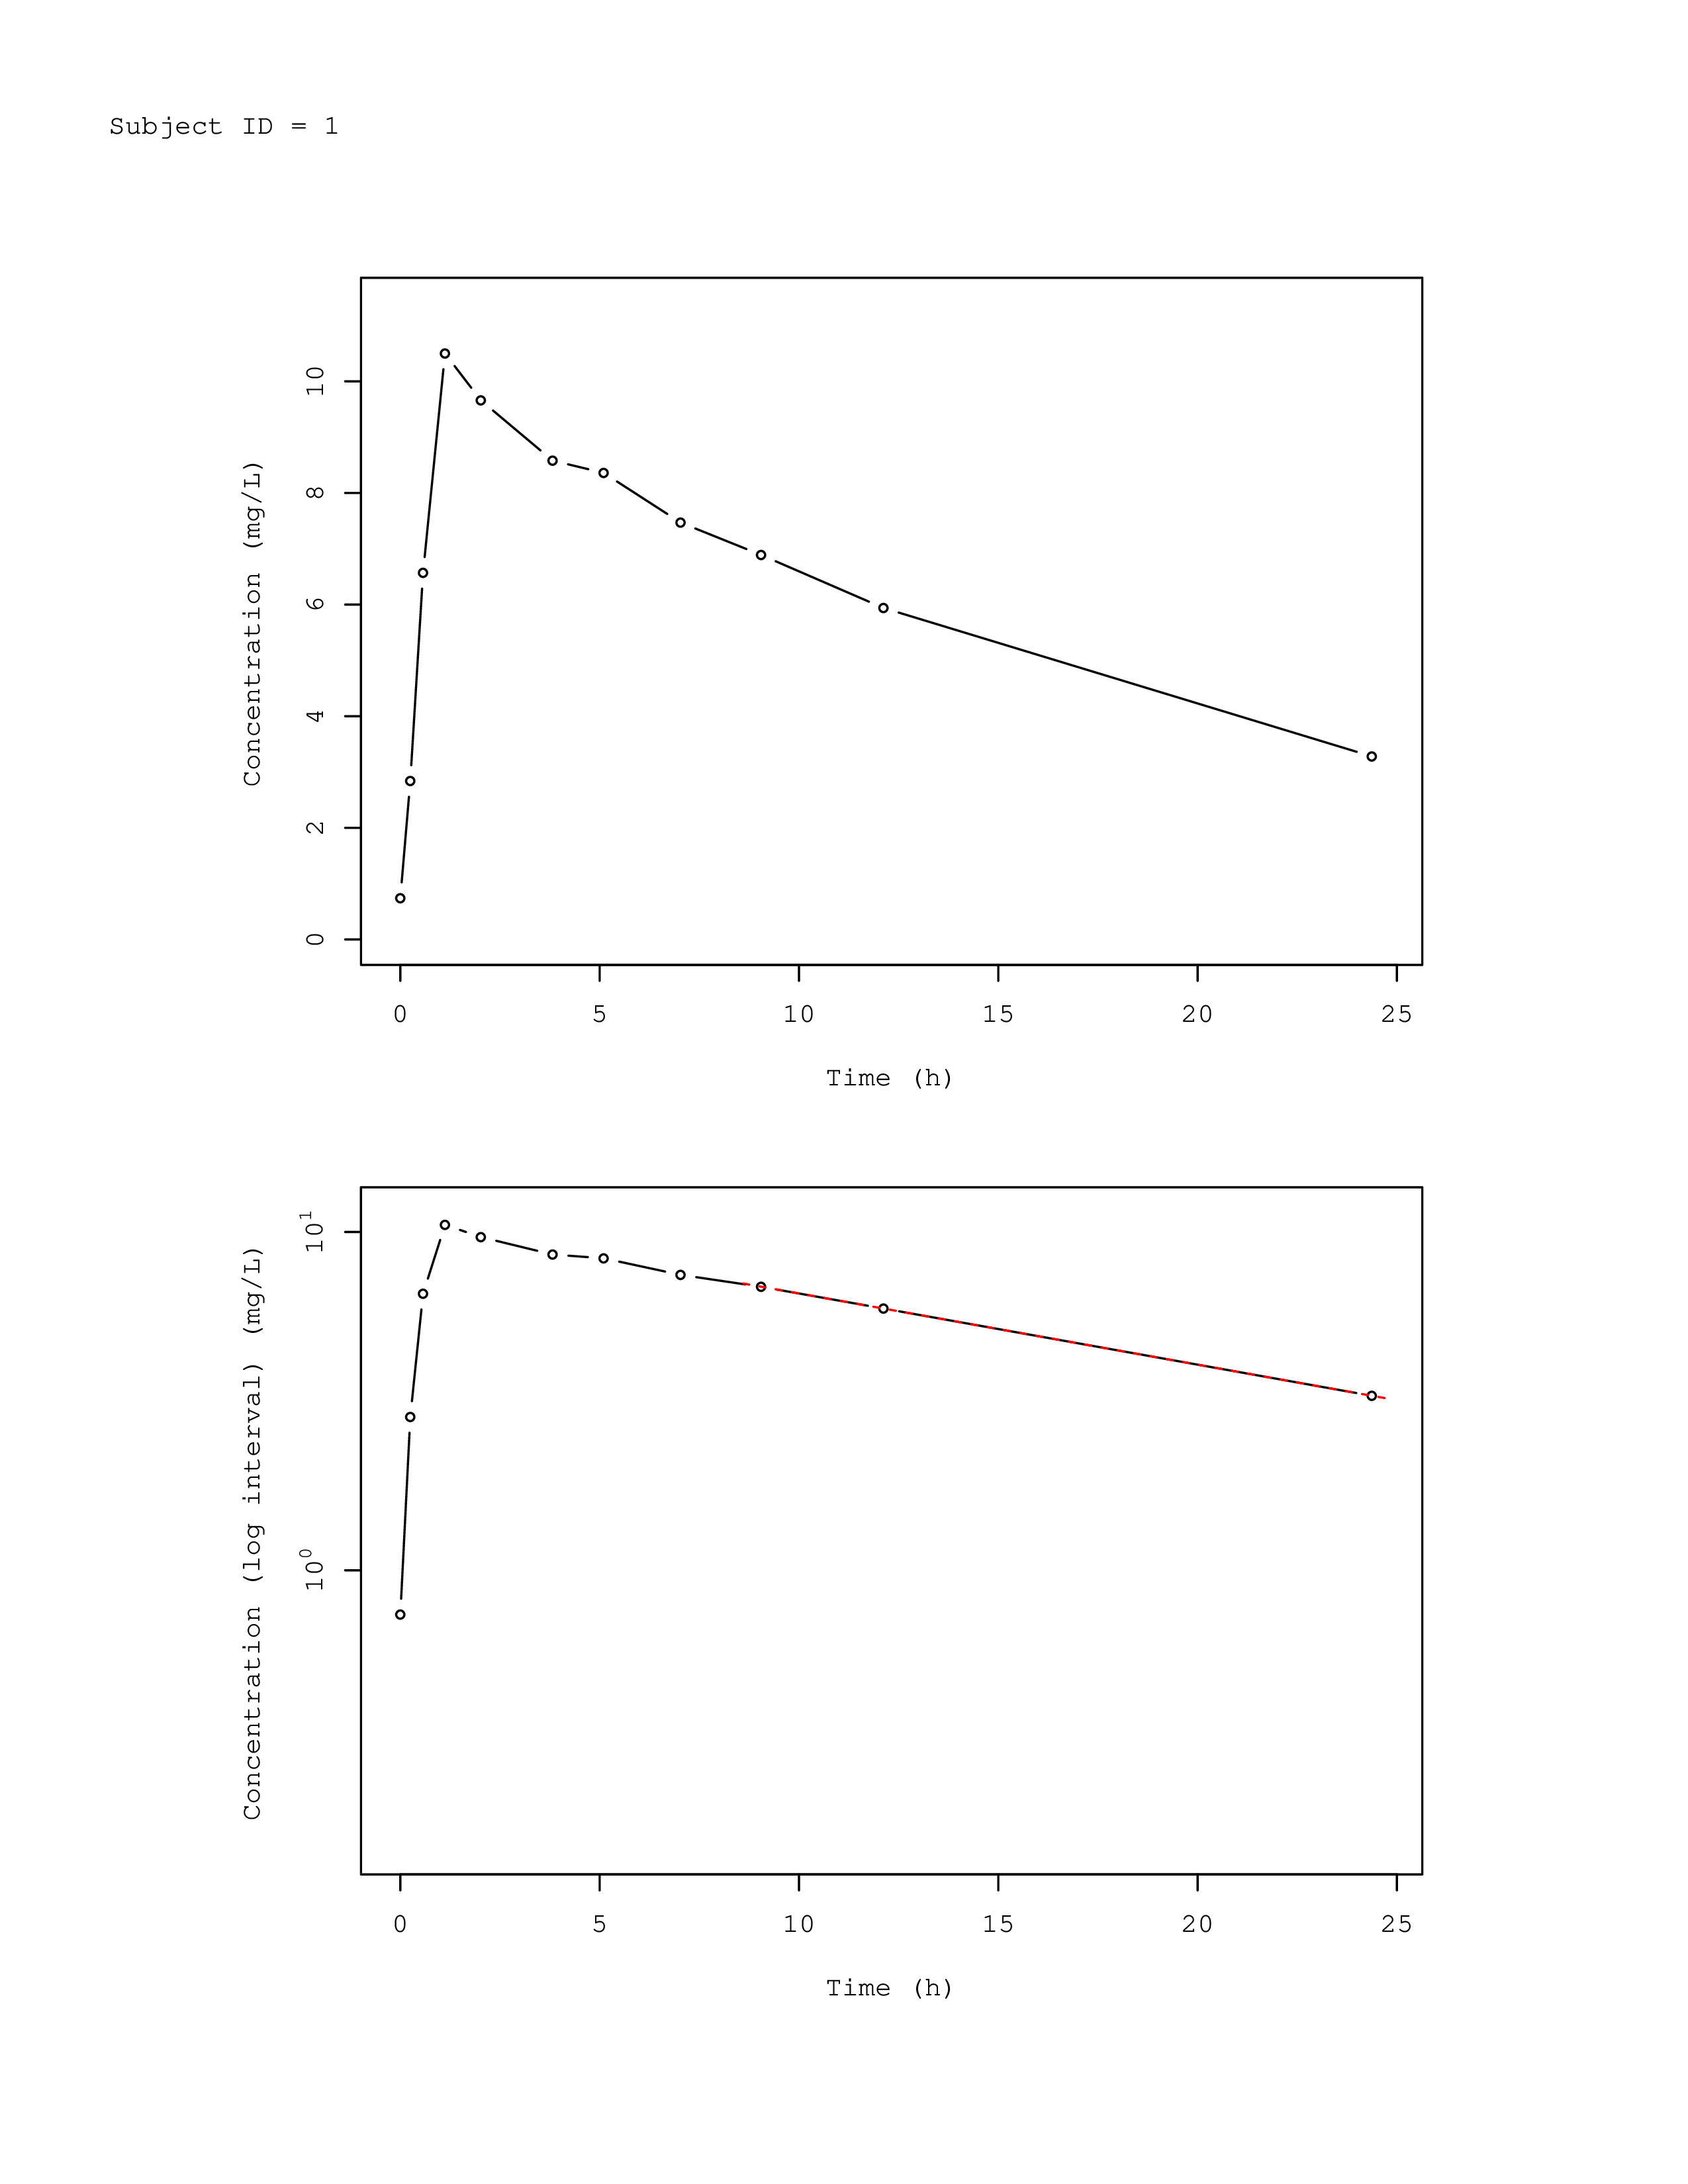 Subject ID = 1
Concentration (mg/L)
10
8
6
4
2
0
0 5 10 15 20 25
Time (h)
Concentration (log interval) (mg/L)
10¹
10⁰
0 5 10 15 20 25
Time (h)